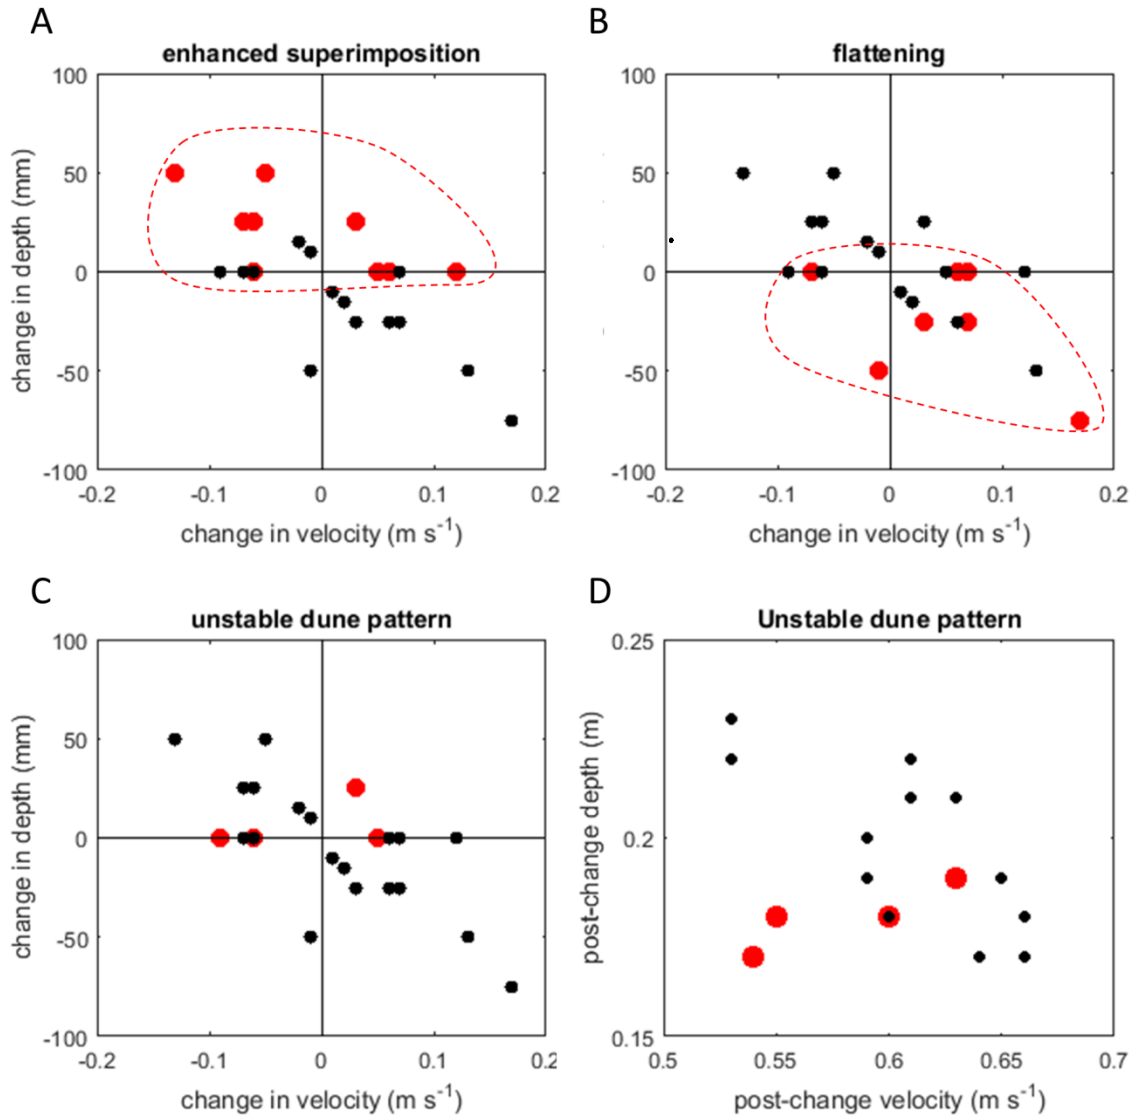 A
enhanced superimposition
100
50
0
-50
-100
-0.2
-0.1
0
0.1
0.2
change in depth (mm)
change in velocity (m s⁻¹)
B
flattening
100
50
0
-50
-100
-0.2
-0.1
0
0.1
0.2
change in velocity (m s⁻¹)
C
unstable dune pattern
100
50
0
-50
-100
-0.2
-0.1
0
0.1
0.2
change in depth (mm)
change in velocity (m s⁻¹)
D
Unstable dune pattern
0.25
0.2
0.15
0.5
0.55
0.6
0.65
0.7
post-change depth (m)
post-change velocity (m s⁻¹)